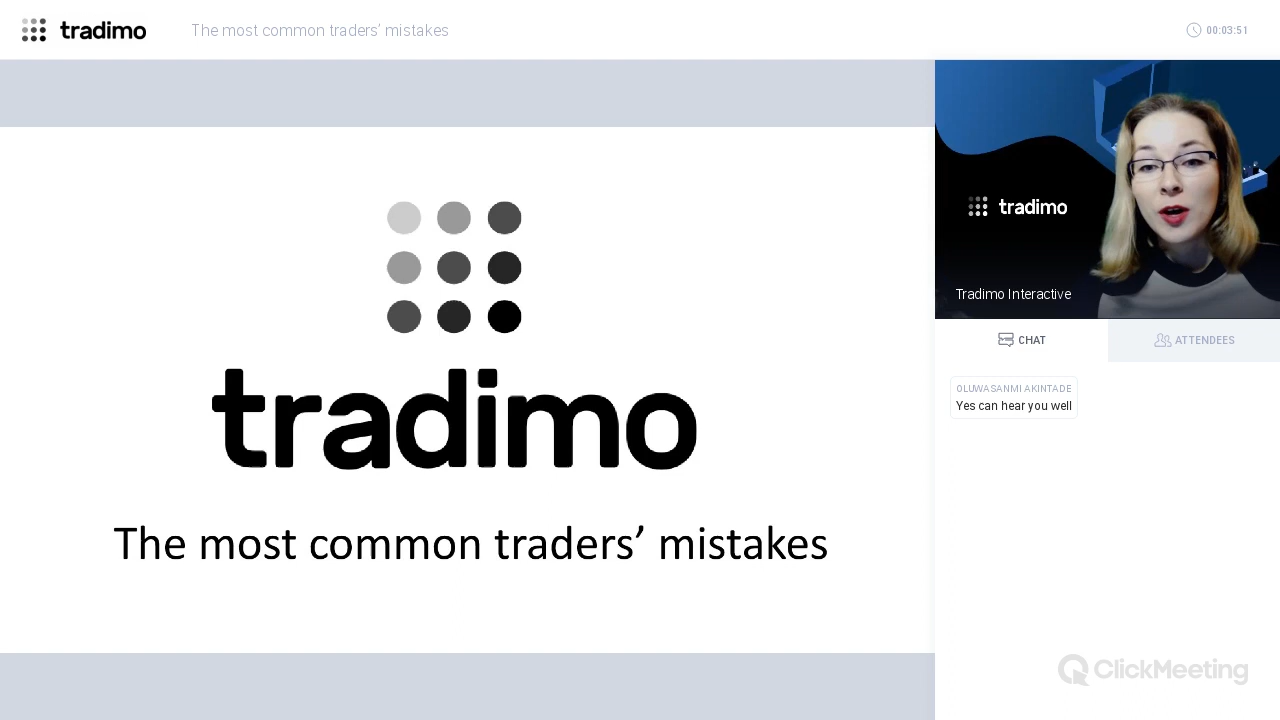 tradimo
The most common traders’ mistakes
00:03:51
tradimo
The most common traders’ mistakes
tradimo
Tradimo Interactive
CHAT
ATTENDEES
OLUWASANMI AKINTADE
Yes can hear you well
ClickMeeting